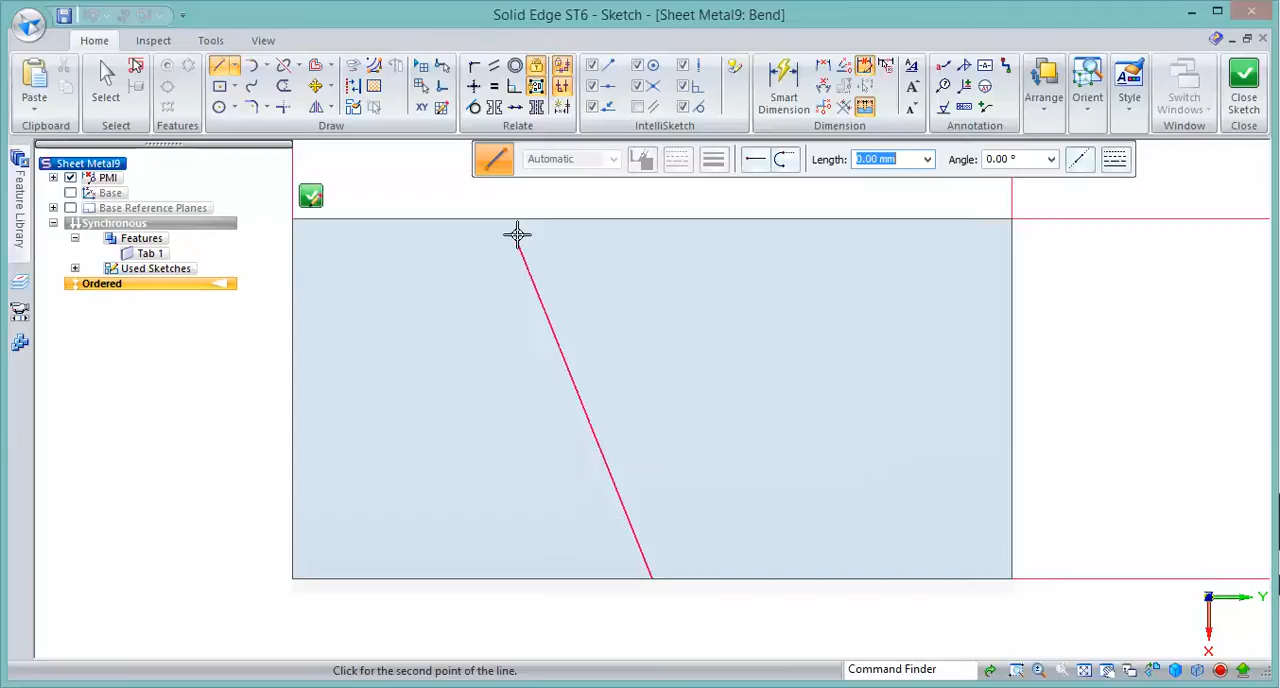 Solid Edge ST6 - Sketch - [Sheet Metal9: Bend]
Home Inspect Tools View
Paste
Select
Smart Dimension
Arrange
Orient
Style
Switch Windows
Close Sketch
Clipboard Select Features Draw Relate IntelliSketch Dimension Annotation Window Close
XY
Automatic Length: 0.00 mm Angle: 0.00 °
Feature Library
Sheet Metal9
PMI
Base
Base Reference Planes
Synchronous
Features
Tab 1
Used Sketches
Ordered
Y
X
Click for the second point of the line.
Command Finder